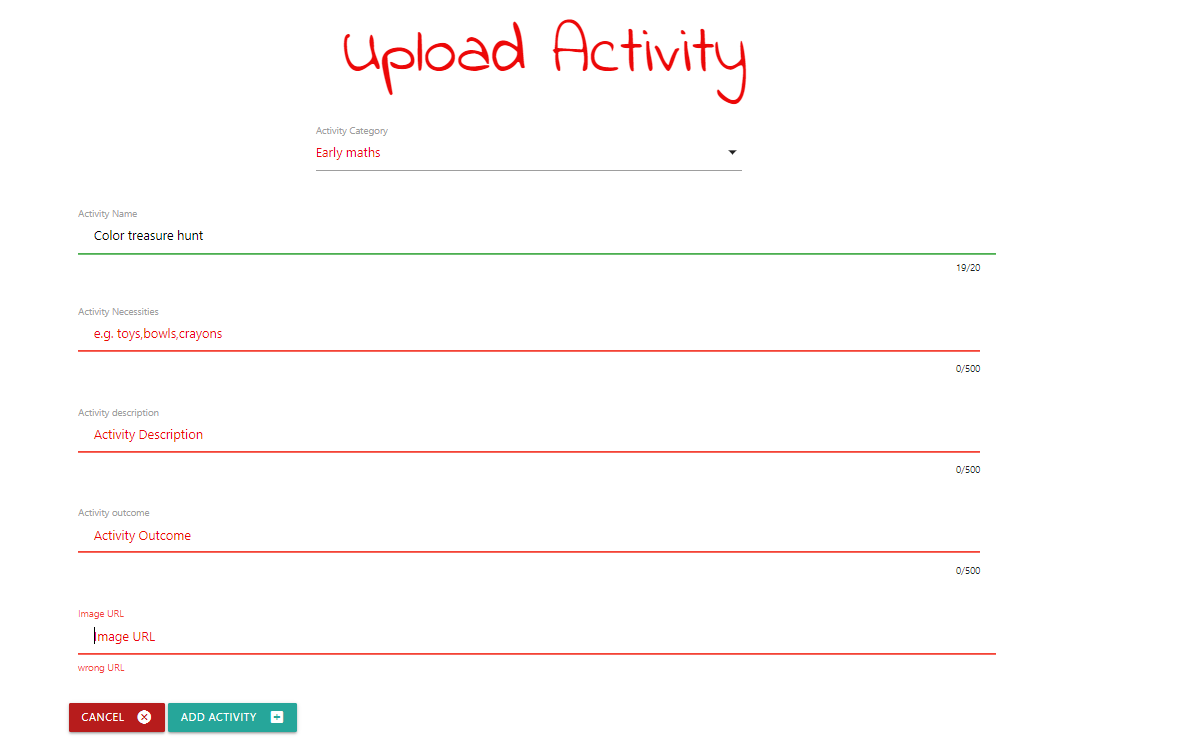 Upload Activity
Activity Category
Early maths
Activity Name
Color treasure hunt
19/20
Activity Necessities
e.g. toys,bowls,crayons
0/500
Activity description
Activity Description
0/500
Activity outcome
Activity Outcome
0/500
Image URL
Image URL
wrong URL
CANCEL ADD ACTIVITY